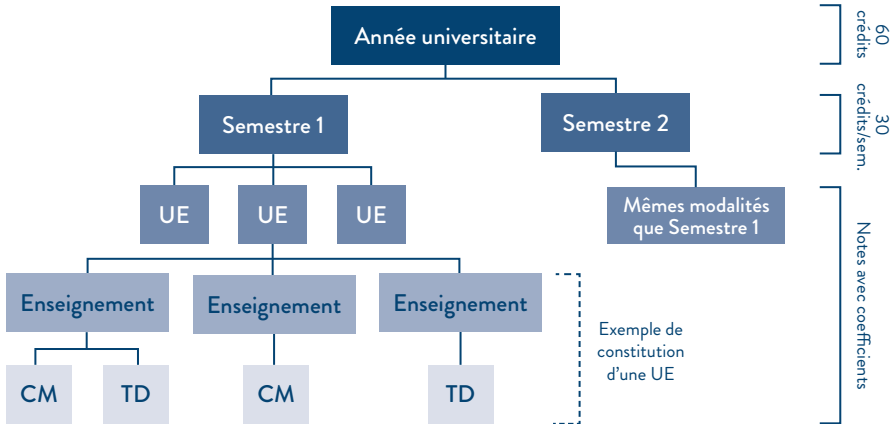 Année universitaire
60
crédits
Semestre 1
Semestre 2
30
crédits/sem.
UE
UE
UE
Mêmes modalités
que Semestre 1
Notes avec coefficients
Enseignement
Enseignement
Enseignement
Exemple de
constitution
d'une UE
CM
TD
CM
TD